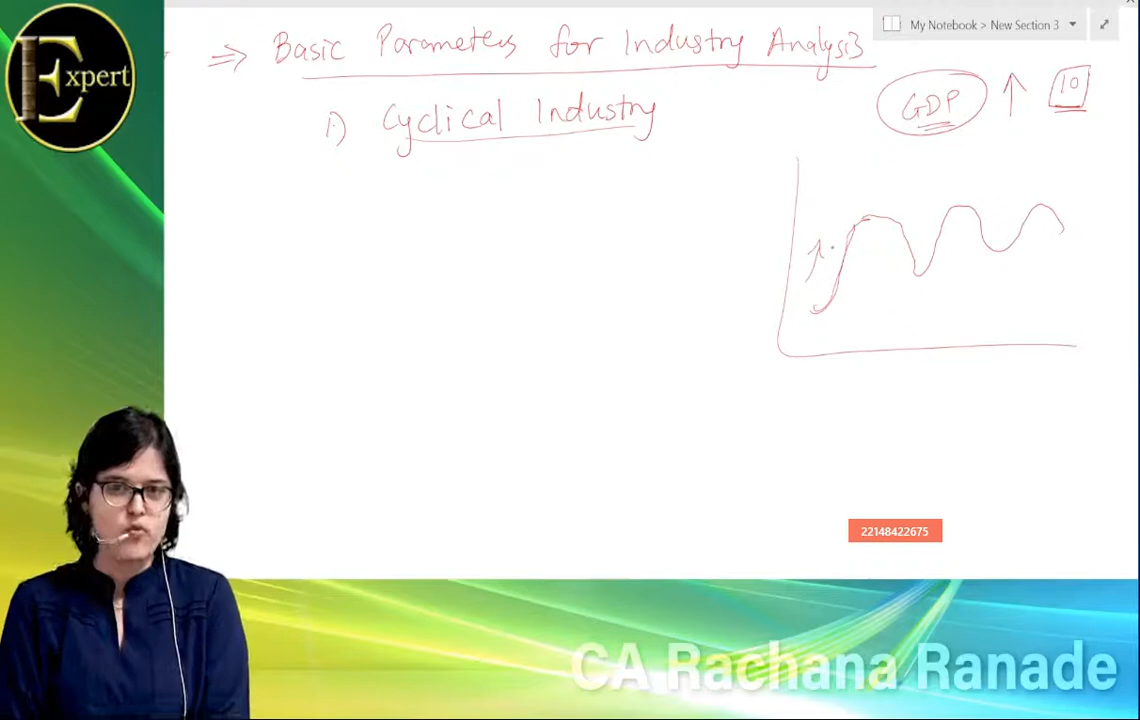 Expert
My Notebook > New Section 3
⇒ Basic Parameters for Industry Analysis
1) Cyclical Industry
GDP ↑ 10
22148422675
CA Rachana Ranade